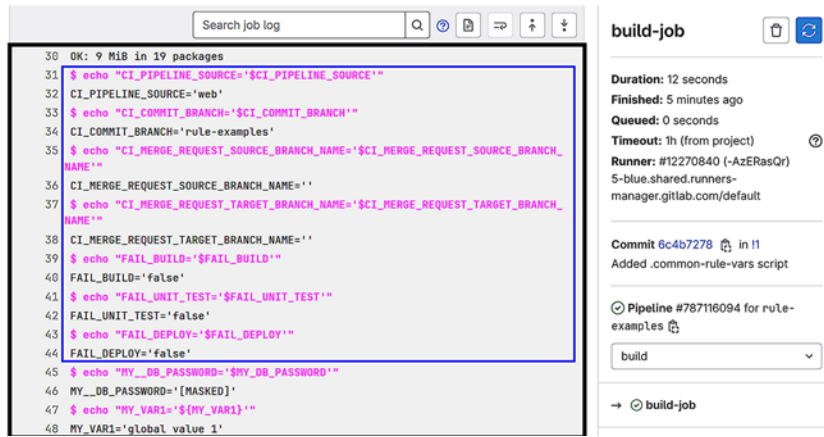 Search job log
30 OK: 9 MiB in 19 packages
31 $ echo "CI_PIPELINE_SOURCE='$CI_PIPELINE_SOURCE'"
32 CI_PIPELINE_SOURCE='web'
33 $ echo "CI_COMMIT_BRANCH='$CI_COMMIT_BRANCH'"
34 CI_COMMIT_BRANCH='rule-examples'
35 $ echo "CI_MERGE_REQUEST_SOURCE_BRANCH_NAME='$CI_MERGE_REQUEST_SOURCE_BRANCH_
NAME'"
36 CI_MERGE_REQUEST_SOURCE_BRANCH_NAME=''
37 $ echo "CI_MERGE_REQUEST_TARGET_BRANCH_NAME='$CI_MERGE_REQUEST_TARGET_BRANCH_
NAME'"
38 CI_MERGE_REQUEST_TARGET_BRANCH_NAME=''
39 $ echo "FAIL_BUILD='$FAIL_BUILD'"
40 FAIL_BUILD='false'
41 $ echo "FAIL_UNIT_TEST='$FAIL_UNIT_TEST'"
42 FAIL_UNIT_TEST='false'
43 $ echo "FAIL_DEPLOY='$FAIL_DEPLOY'"
44 FAIL_DEPLOY='false'
45 $ echo "MY__DB_PASSWORD='$MY_DB_PASSWORD'"
46 MY__DB_PASSWORD='[MASKED]'
47 $ echo "MY_VAR1='${MY_VAR1}'"
48 MY_VAR1='global value 1'
build-job
Duration: 12 seconds
Finished: 5 minutes ago
Queued: 0 seconds
Timeout: 1h (from project)
Runner: #12270840 (-AzERasQr)
5-blue.shared.runners-
manager.gitlab.com/default
Commit 6c4b7278 in !1
Added .common-rule-vars script
Pipeline #787116094 for rule-
examples
build
→ build-job